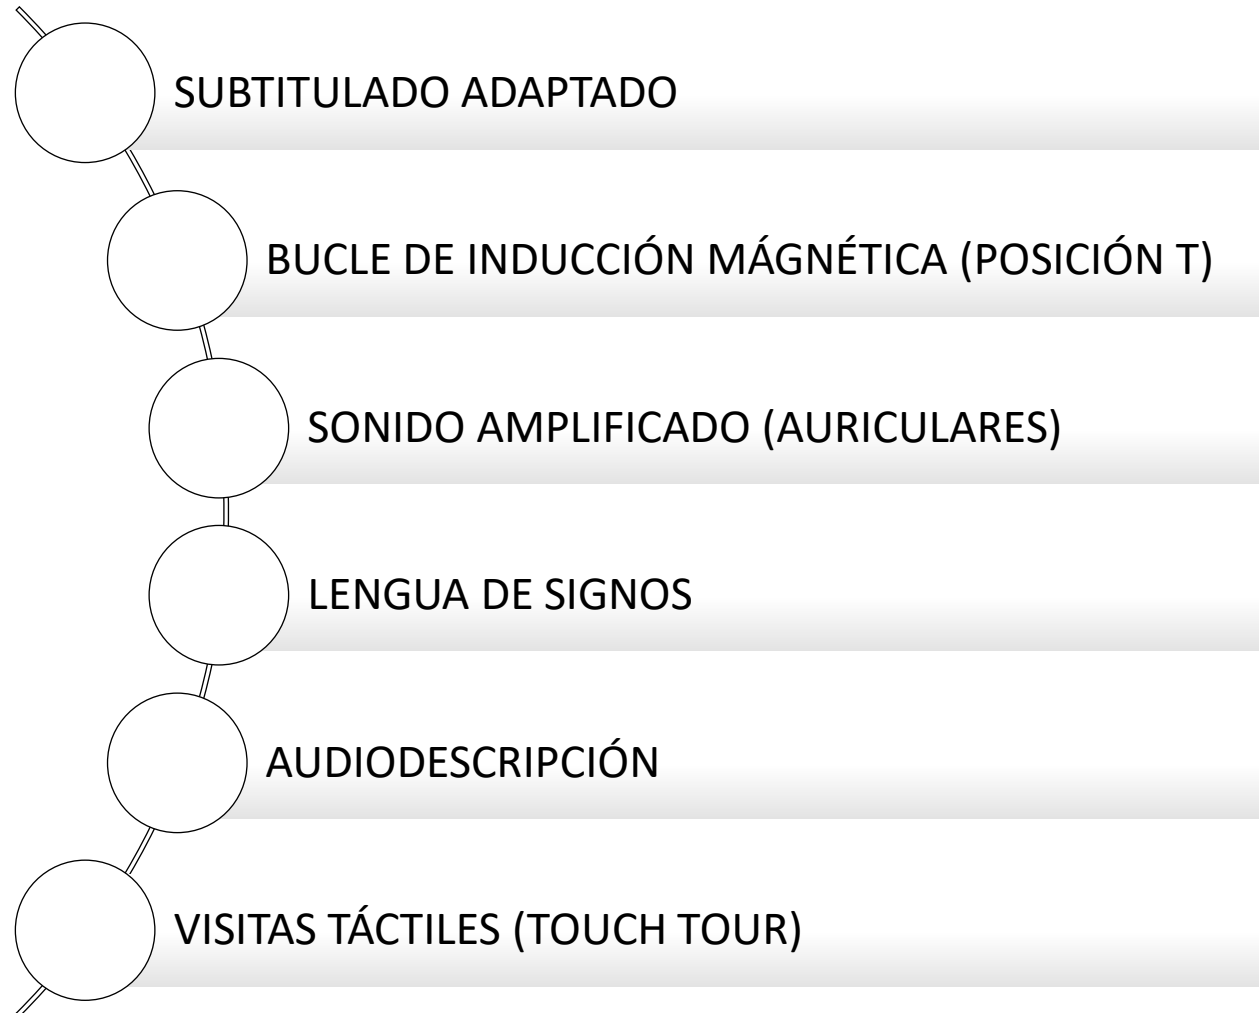 SUBTITULADO ADAPTADO
BUCLE DE INDUCCIÓN MÁGNÉTICA (POSICIÓN T)
SONIDO AMPLIFICADO (AURICULARES)
LENGUA DE SIGNOS
AUDIODESCRIPCIÓN
VISITAS TÁCTILES (TOUCH TOUR)